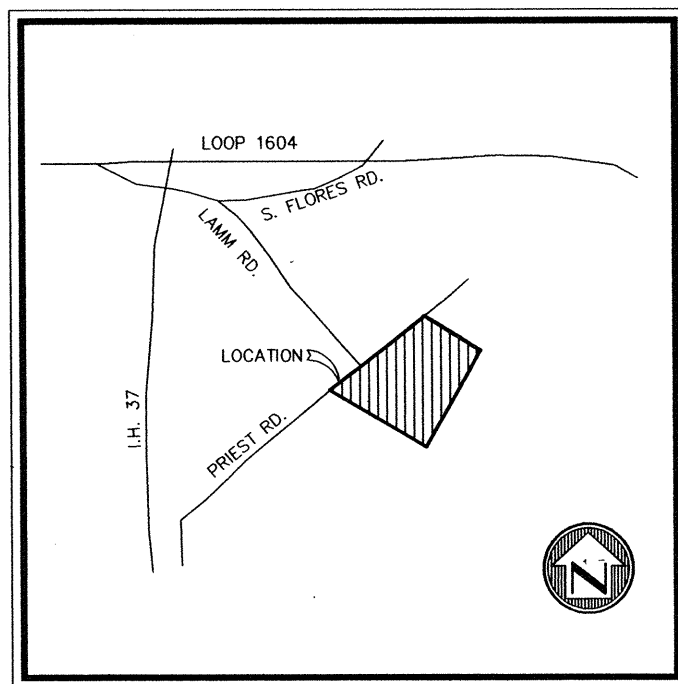 LOOP 1604
S. FLORES RD.
LAMM RD.
LOCATION
I.H. 37
PRIEST RD.
N